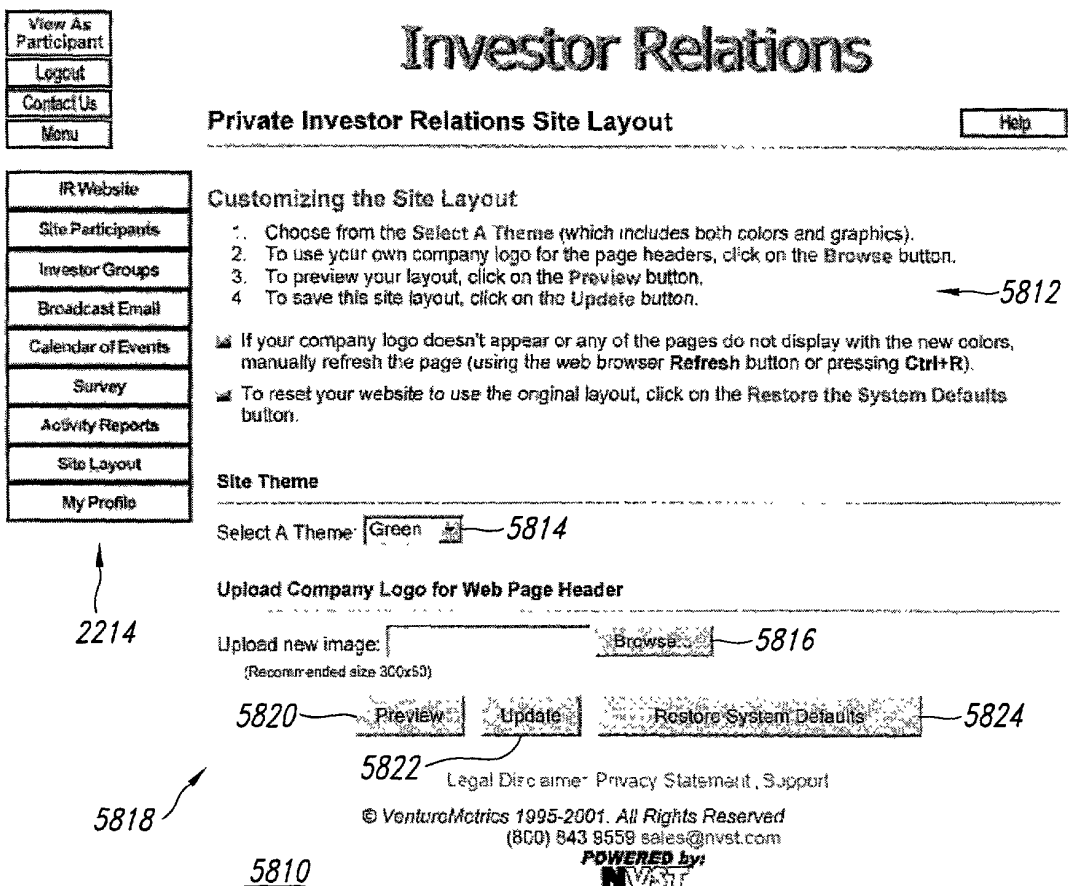 View As
Participant
Logout
Contact Us
Menu
Investor Relations
Private Investor Relations Site Layout
Help
IR Website
Site Participants
Investor Groups
Broadcast Email
Calendar of Events
Survey
Activity Reports
Site Layout
My Profile
2214
Customizing the Site Layout
1. Choose from the Select A Theme (which includes both colors and graphics).
2. To use your own company logo for the page headers, click on the Browse button.
3. To preview your layout, click on the Preview button.
4 To save this site layout, click on the Update button.
5812
If your company logo doesn't appear or any of the pages do not display with the new colors,
manually refresh the page (using the web browser Refresh button or pressing Ctrl+R).
To reset your website to use the original layout, click on the Restore the System Defaults
button.
Site Theme
Select A Theme: Green 5814
Upload Company Logo for Web Page Header
Upload new image: Browse... 5816
(Recommended size 300x50)
5820 Preview Update Restore System Defaults 5824
5822
Legal Disclaimer Privacy Statement, Support
5818
© VentureMetrics 1995-2001. All Rights Reserved
(800) 843 9559 sales@nvst.com
POWERED by:
NVST
5810